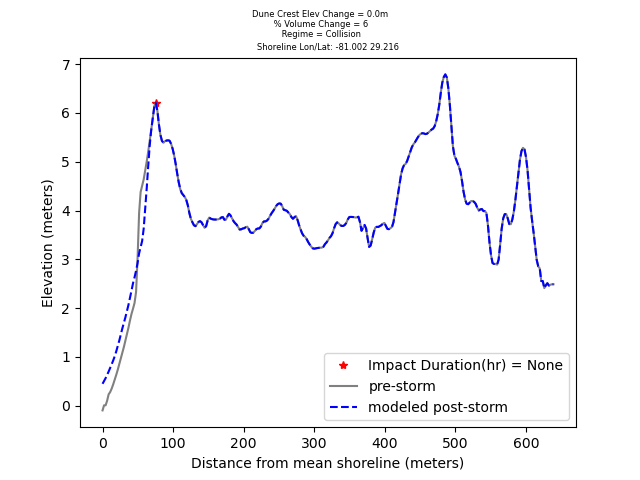 Dune Crest Elev Change = 0.0m
% Volume Change = 6
Regime = Collision
Shoreline Lon/Lat: -81.002 29.216
7
6
5
4
3
2
1
0
Elevation (meters)
Impact Duration(hr) = None
pre-storm
modeled post-storm
0 100 200 300 400 500 600
Distance from mean shoreline (meters)